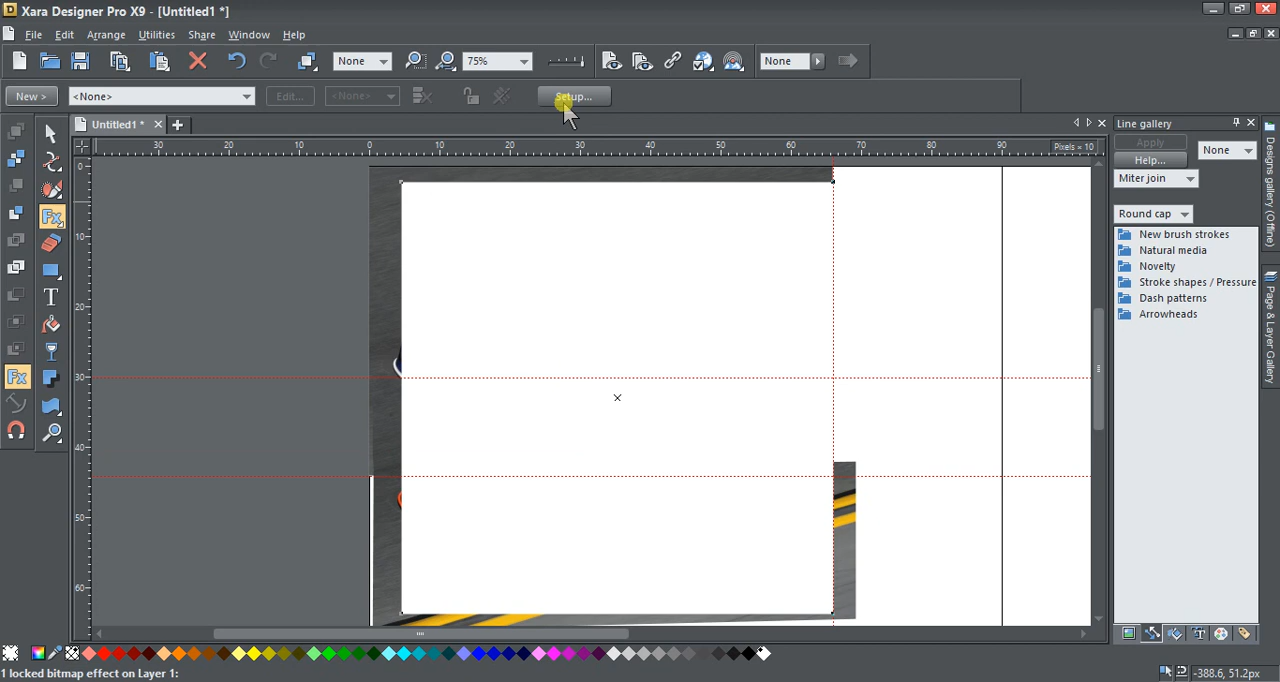 Xara Designer Pro X9 - [Untitled1 *]
File Edit Arrange Utilities Share Window Help
None 75% None
New > <None> Edit... <None> Setup...
Untitled1 * Line gallery
30 20 10 0 10 20 30 40 50 60 70 80 90 Pixels × 10
Apply None
Help...
Miter join
Round cap
New brush strokes
Natural media
Novelty
Stroke shapes / Pressure
Dash patterns
Arrowheads
Designs gallery (Offline)
Page & Layer Gallery
0
10
20
30
40
50
60
Fx
Fx
T
1 locked bitmap effect on Layer 1: -388.6, 51.2px